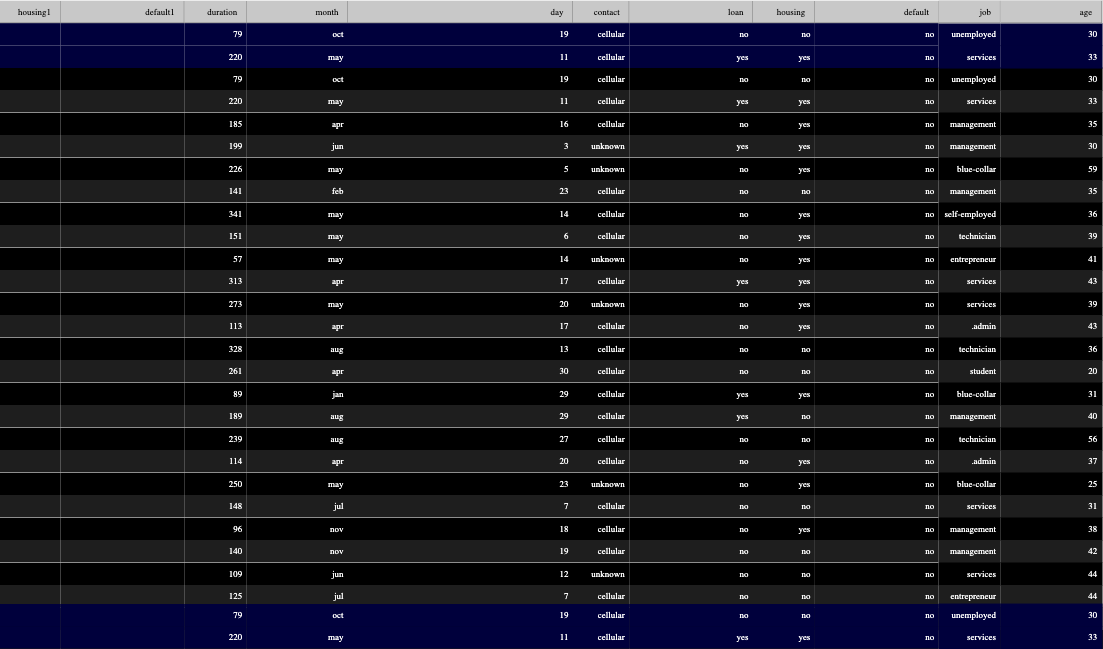 housing1 default1 duration month day contact loan housing default job age
79 oct 19 cellular no no no unemployed 30
220 may 11 cellular yes yes no services 33
79 oct 19 cellular no no no unemployed 30
220 may 11 cellular yes yes no services 33
185 apr 16 cellular no yes no management 35
199 jun 3 unknown yes yes no management 30
226 may 5 unknown no yes no blue-collar 59
141 feb 23 cellular no no no management 35
341 may 14 cellular no yes no self-employed 36
151 may 6 cellular no yes no technician 39
57 may 14 unknown no yes no entrepreneur 41
313 apr 17 cellular yes yes no services 43
273 may 20 unknown no yes no services 39
113 apr 17 cellular no yes no .admin 43
328 aug 13 cellular no no no technician 36
261 apr 30 cellular no no no student 20
89 jan 29 cellular yes yes no blue-collar 31
189 aug 29 cellular yes no no management 40
239 aug 27 cellular no no no technician 56
114 apr 20 cellular no yes no .admin 37
250 may 23 unknown no yes no blue-collar 25
148 jul 7 cellular no no no services 31
96 nov 18 cellular no yes no management 38
140 nov 19 cellular no no no management 42
109 jun 12 unknown no no no services 44
125 jul 7 cellular no no no entrepreneur 44
79 oct 19 cellular no no no unemployed 30
220 may 11 cellular yes yes no services 33